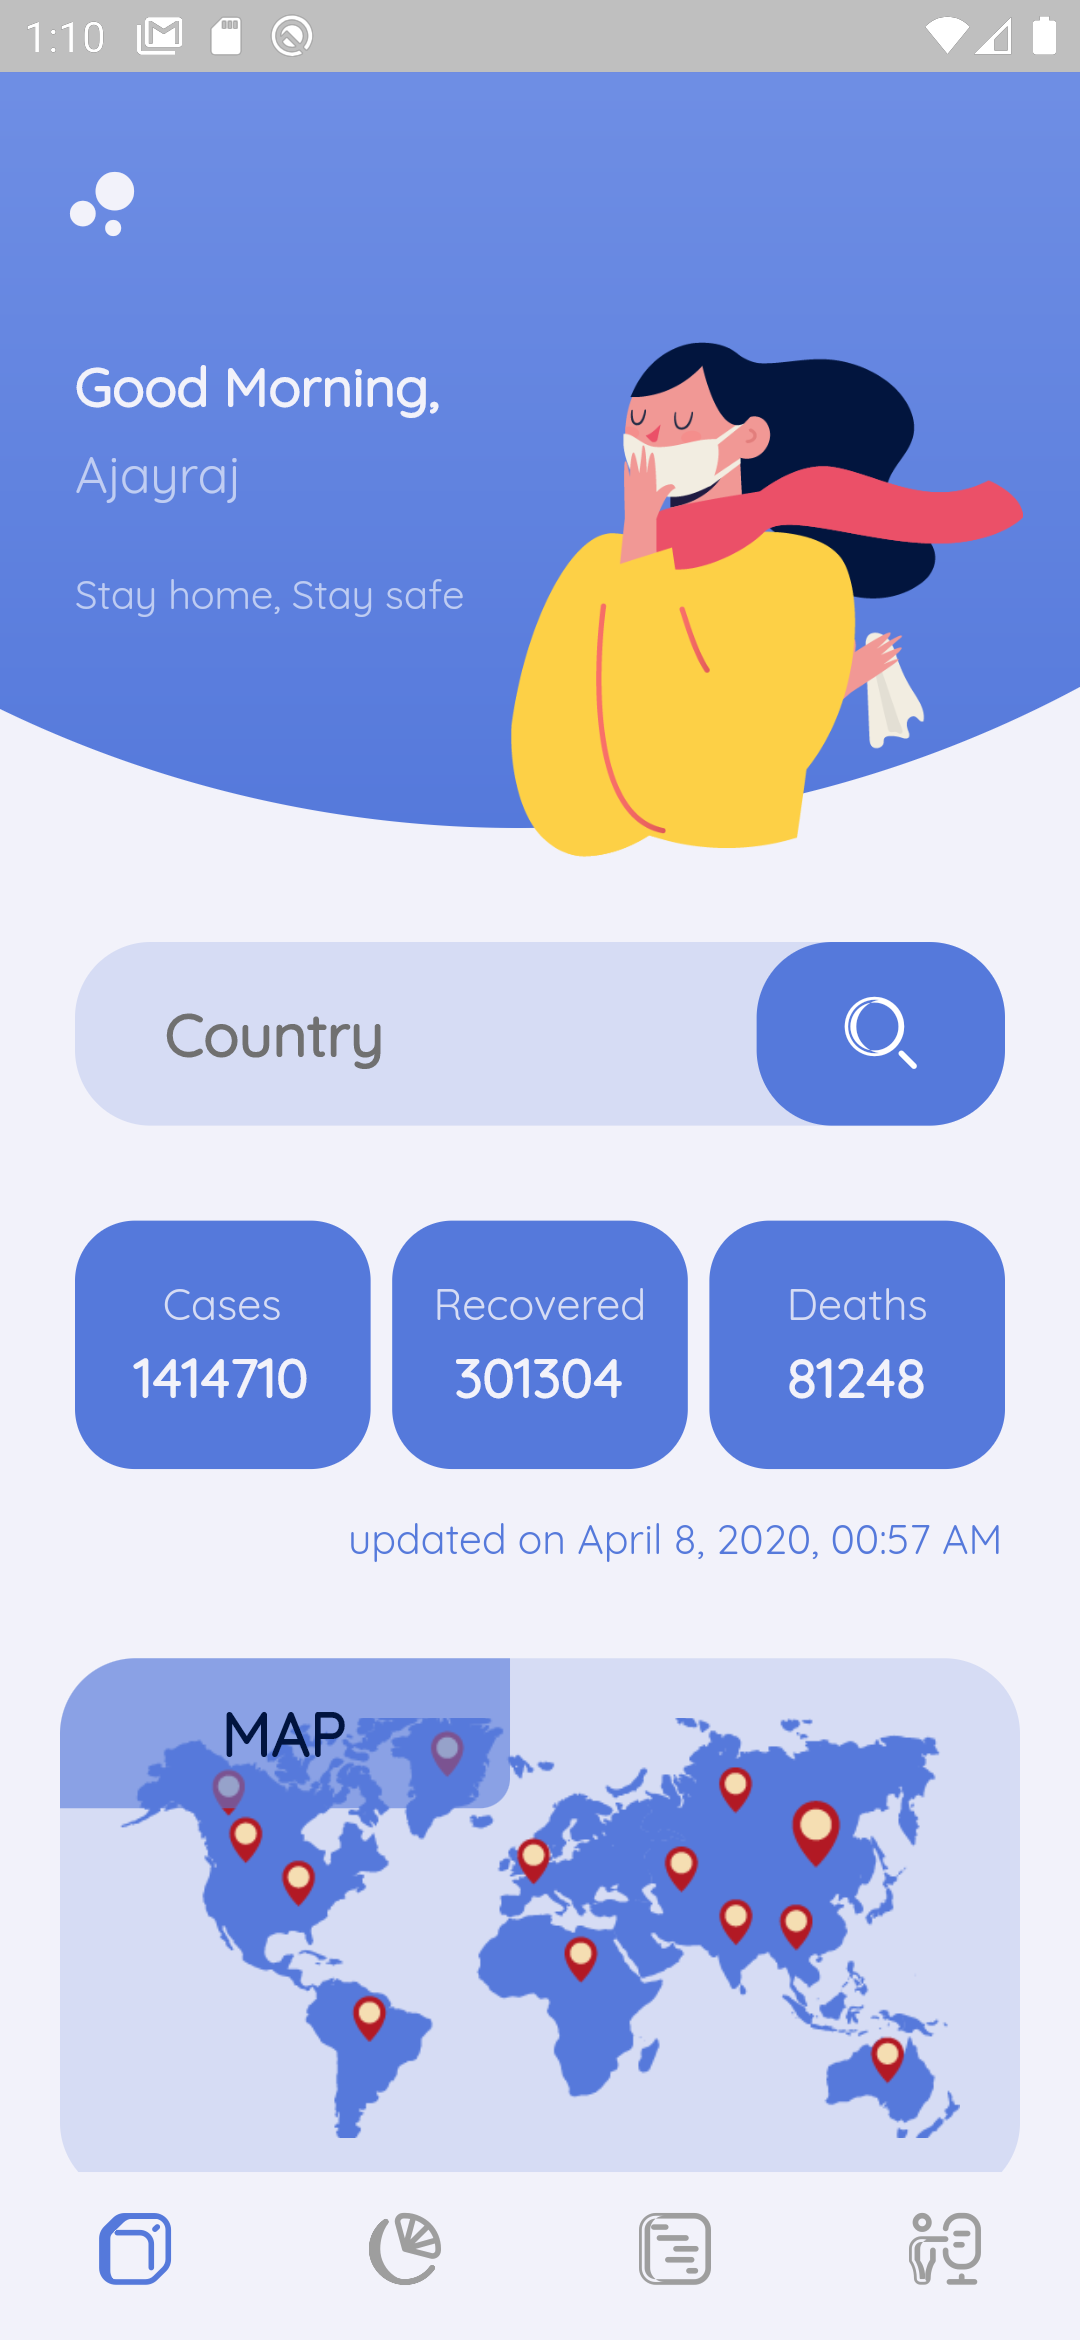 1:10
Good Morning,
Ajayraj
Stay home, Stay safe
Country
Cases
1414710
Recovered
301304
Deaths
81248
updated on April 8, 2020, 00:57 AM
MAP